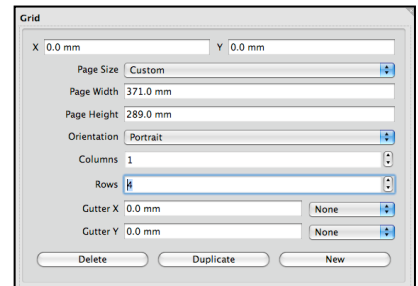 Grid
X 0.0 mm Y 0.0 mm
Page Size Custom
Page Width 371.0 mm
Page Height 289.0 mm
Orientation Portrait
Columns 1
Rows 4
Gutter X 0.0 mm None
Gutter Y 0.0 mm None
Delete Duplicate New